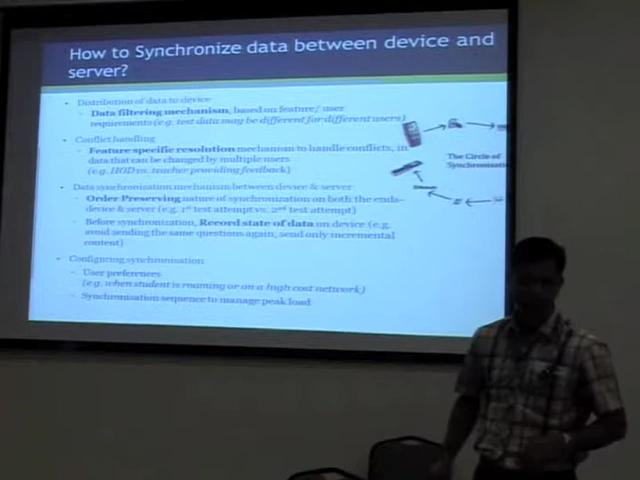 How to Synchronize data between device and
server?
• Distribution of data to device
- Data filtering mechanism, based on feature/ user
requirements (e.g. test data may be different for different users)
• Conflict handling
- Feature specific resolution mechanism to handle conflicts, in
data that can be changed by multiple users
(e.g. HOD vs. teacher providing feedback)
• Data synchronisation mechanism between device & server
- Order Preserving nature of synchronisation on both the ends-
device & server (e.g. 1st test attempt vs. 2nd test attempt)
- Before synchronisation, Record state of data on device (e.g.
avoid sending the same questions again, send only incremental
content)
• Configuring synchronisation
- User preferences
(e.g. when student is roaming or on a high cost network)
- Synchronisation sequence to manage peak load
The Circle of